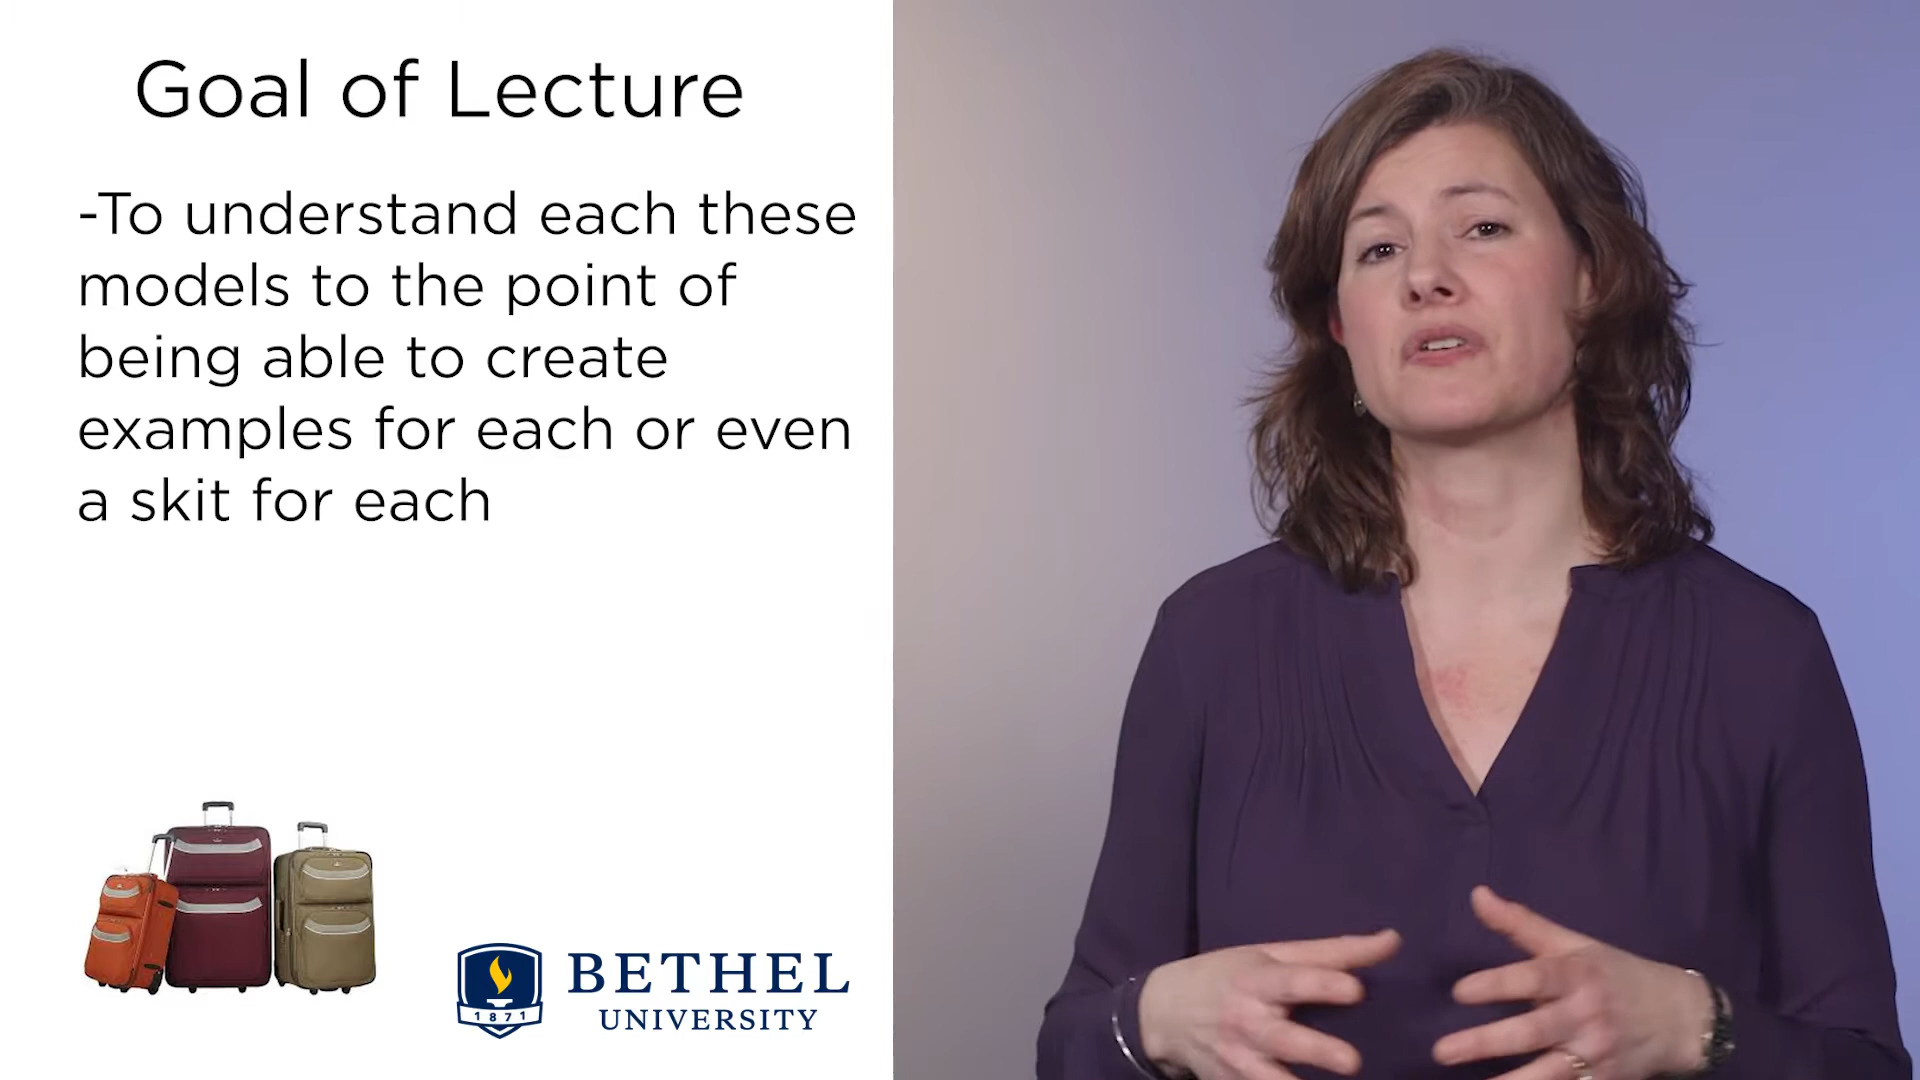 Goal of Lecture
-To understand each these
models to the point of
being able to create
examples for each or even
a skit for each
BETHEL
UNIVERSITY
1871